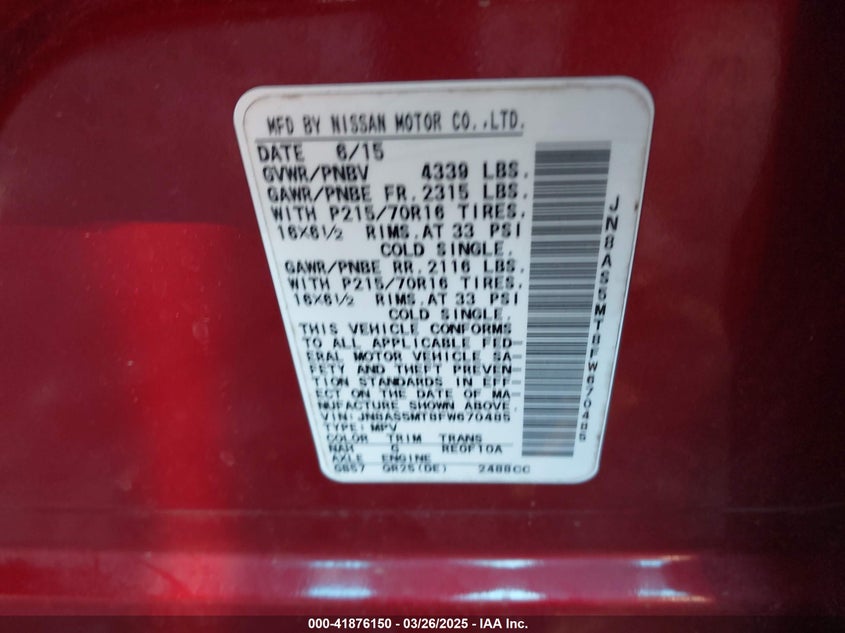 MFD BY NISSAN MOTOR CO.,LTD.
DATE 6/15
GVWR/PNBV 4339 LBS.
GAWR/PNBE FR. 2315 LBS.
WITH P215/70R16 TIRES.
16X6½ RIMS.AT 33 PSI
COLD SINGLE.
GAWR/PNBE RR. 2116 LBS.
WITH P215/70R16 TIRES.
16X6½ RIMS.AT 33 PSI
COLD SINGLE.
THIS VEHICLE CONFORMS
TO ALL APPLICABLE FED-
ERAL MOTOR VEHICLE SA-
FETY AND THEFT PREVEN-
TION STANDARDS IN EFF-
ECT ON THE DATE OF MA-
NUFACTURE SHOWN ABOVE.
VIN: JN8AS5MT8FW670485
TYPE: MPV
COLOR TRIM TRANS
NAH G RE0F10A
AXLE ENGINE
GB57 QR25(DE) 2488CC
JN8AS5MT8FW670485
000-41876150 - 03/26/2025 - IAA Inc.